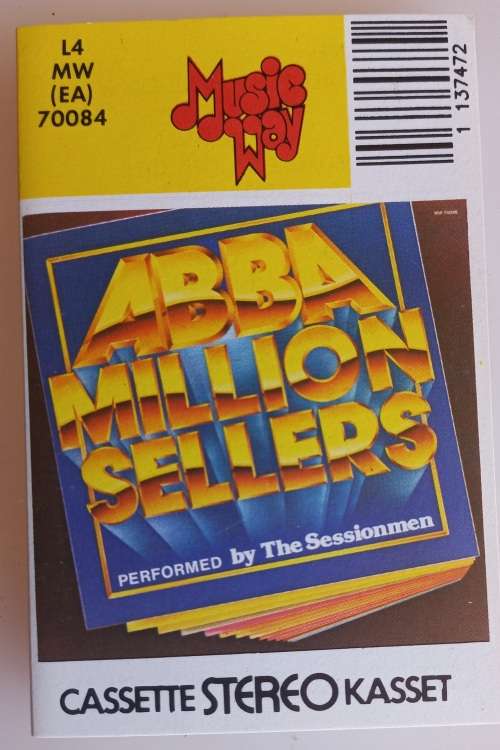 L4
MW
(EA)
70084
Music
Way
1 137472
ABBA
MILLION
SELLERS
PERFORMED by The Sessionmen
CASSETTE STEREO KASSET